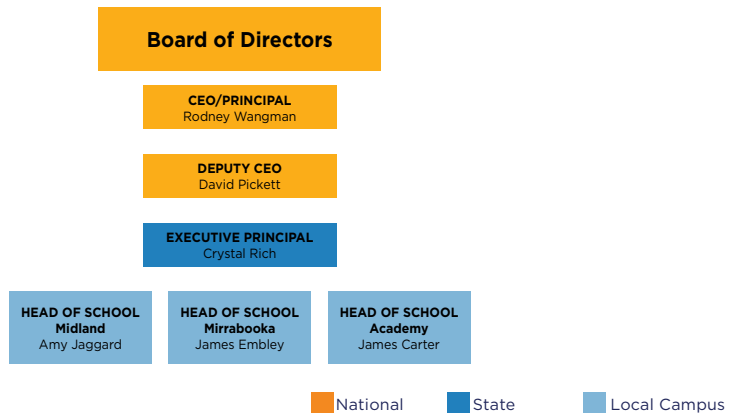 Board of Directors
CEO/PRINCIPAL
Rodney Wangman
DEPUTY CEO
David Pickett
EXECUTIVE PRINCIPAL
Crystal Rich
HEAD OF SCHOOL
Midland
Amy Jaggard
HEAD OF SCHOOL
Mirrabooka
James Embley
HEAD OF SCHOOL
Academy
James Carter
National
State
Local Campus